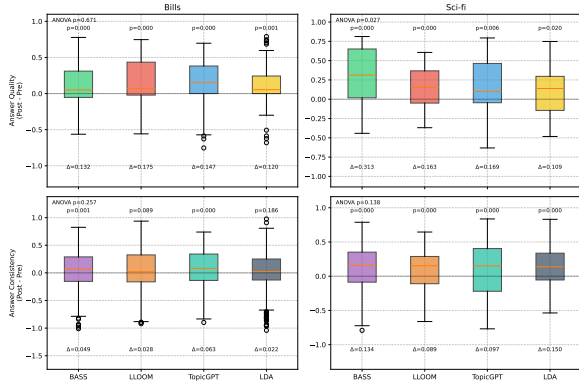 Bills
Sci-fi
Answer Quality
(Post - Pre)
ANOVA p=0.671
p=0.000 p=0.000 p=0.000 p=0.001
1.0
0.5
0.0
−0.5
−1.0
Δ=0.132 Δ=0.175 Δ=0.147 Δ=0.120
ANOVA p=0.027
p=0.000 p=0.000 p=0.006 p=0.020
1.00
0.75
0.50
0.25
0.00
−0.25
−0.50
−0.75
−1.00
Δ=0.313 Δ=0.163 Δ=0.169 Δ=0.109
Answer Consistency
(Post - Pre)
ANOVA p=0.257
p=0.001 p=0.089 p=0.000 p=0.186
1.0
0.5
0.0
−0.5
−1.0
−1.5
Δ=0.049 Δ=0.028 Δ=0.063 Δ=0.022
BASS LLOOM TopicGPT LDA
ANOVA p=0.138
p=0.000 p=0.000 p=0.000 p=0.000
1.0
0.5
0.0
−0.5
−1.0
Δ=0.134 Δ=0.089 Δ=0.097 Δ=0.150
BASS LLOOM TopicGPT LDA